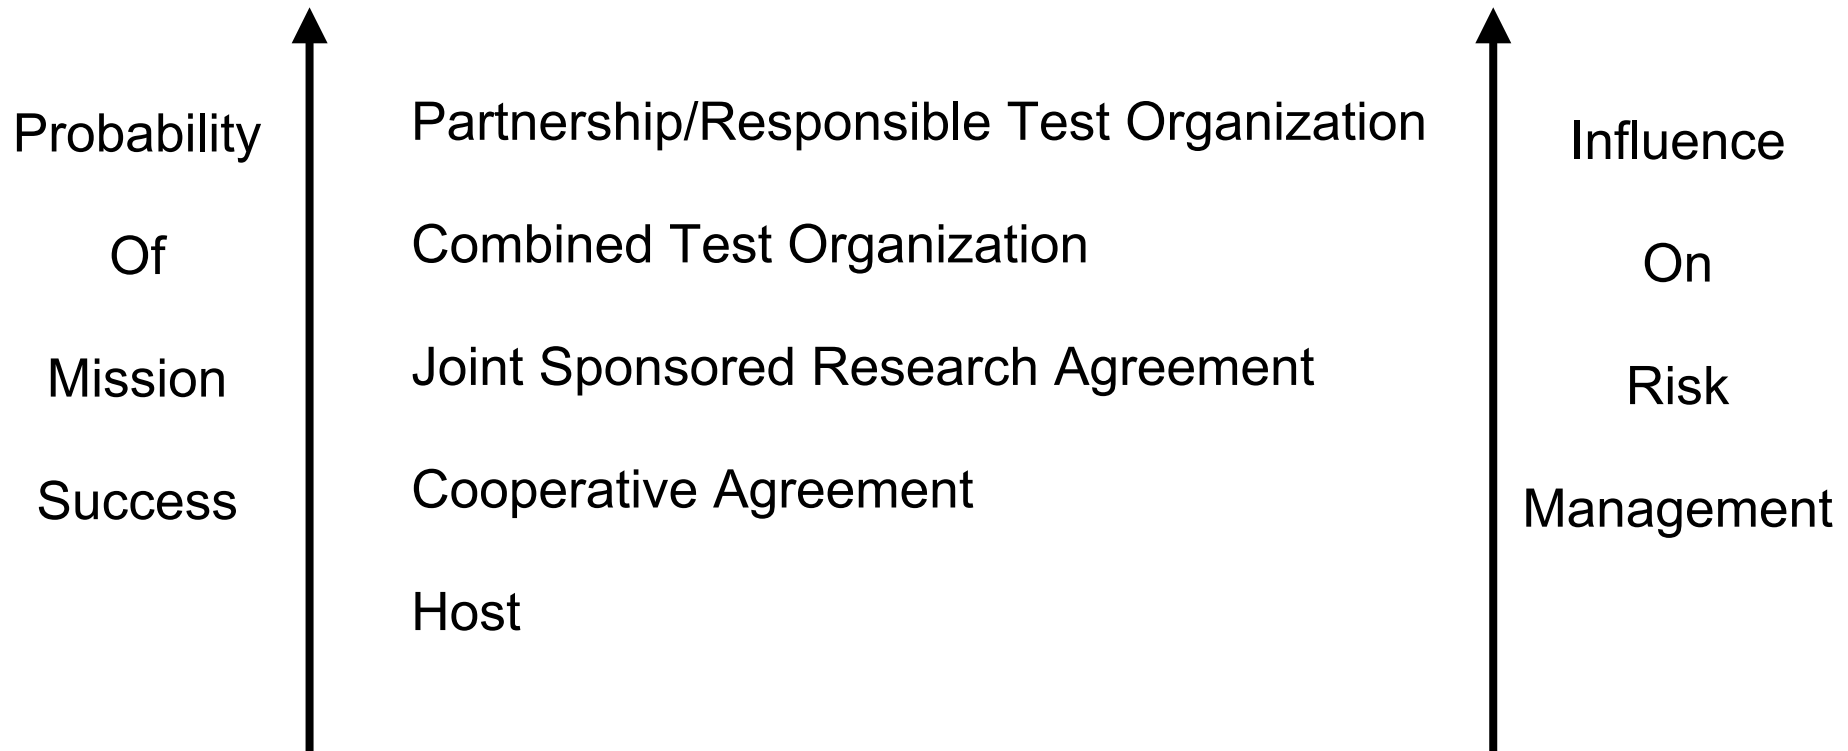 Probability
Of
Mission
Success
Partnership/Responsible Test Organization
Combined Test Organization
Joint Sponsored Research Agreement
Cooperative Agreement
Host
Influence
On
Risk
Management